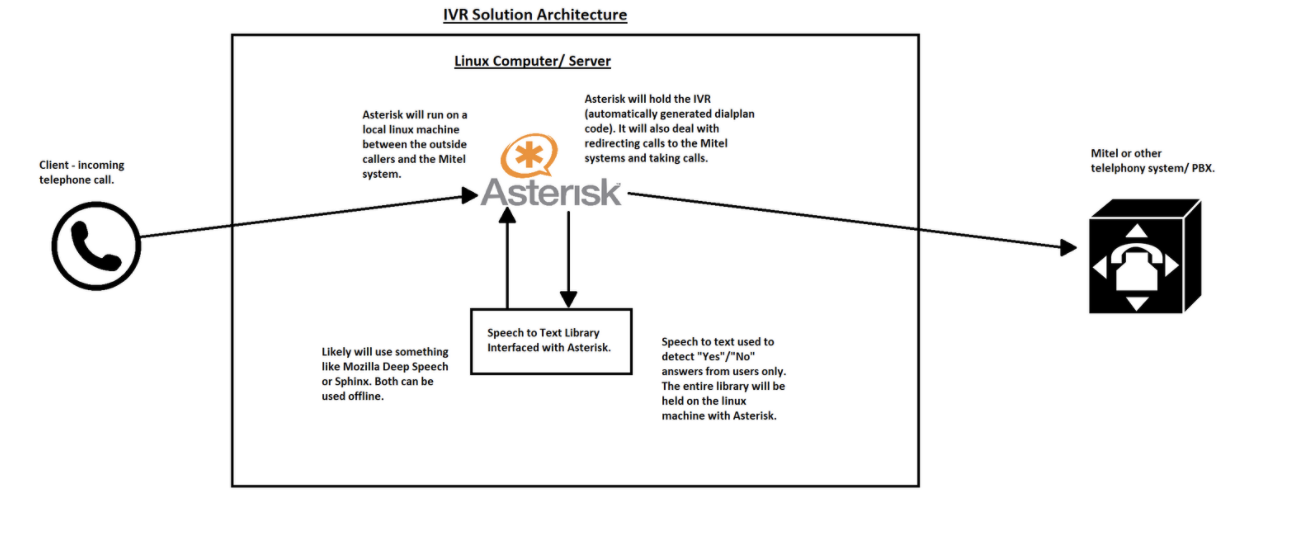 IVR Solution Architecture
Linux Computer/ Server
Asterisk will run on a
local linux machine
between the outside
callers and the Mitel
system.
Asterisk will hold the IVR
(automatically generated dialplan
code). It will also deal with
redirecting calls to the Mitel
systems and taking calls.
Client - incoming
telephone call.
Mitel or other
telelphony system/ PBX.
Asterisk
Speech to Text Library
Interfaced with Asterisk.
Likely will use something
like Mozilla Deep Speech
or Sphinx. Both can be
used offline.
Speech to text used to
detect "Yes"/"No"
answers from users only.
The entire library will be
held on the linux
machine with Asterisk.